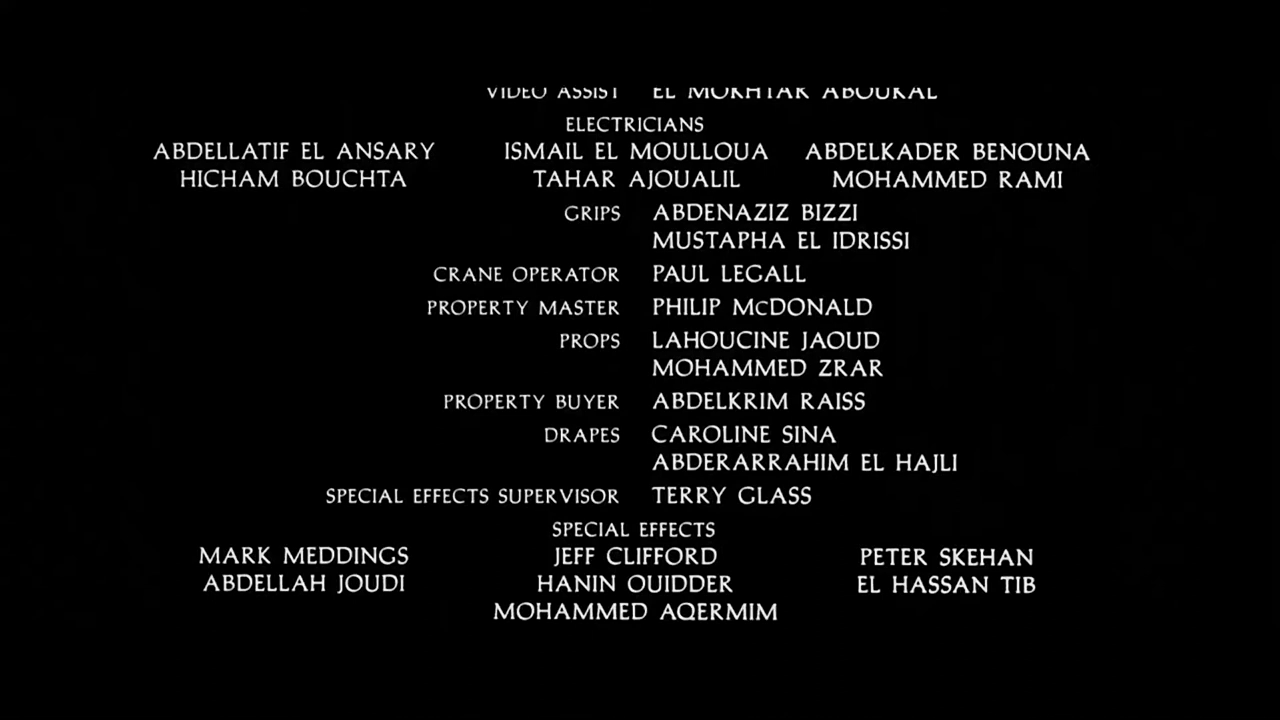 VIDEO ASSIST EL MOKHTAR ABOUKAL
ELECTRICIANS
ABDELLATIF EL ANSARY ISMAIL EL MOULLOUA ABDELKADER BENOUNA
HICHAM BOUCHTA TAHAR AJOUALIL MOHAMMED RAMI
GRIPS ABDENAZIZ BIZZI
MUSTAPHA EL IDRISSI
CRANE OPERATOR PAUL LEGALL
PROPERTY MASTER PHILIP McDONALD
PROPS LAHOUCINE JAOUD
MOHAMMED ZRAR
PROPERTY BUYER ABDELKRIM RAISS
DRAPES CAROLINE SINA
ABDERARRAHIM EL HAJLI
SPECIAL EFFECTS SUPERVISOR TERRY GLASS
SPECIAL EFFECTS
MARK MEDDINGS JEFF CLIFFORD PETER SKEHAN
ABDELLAH JOUDI HANIN OUIDDER EL HASSAN TIB
MOHAMMED AQERMIM